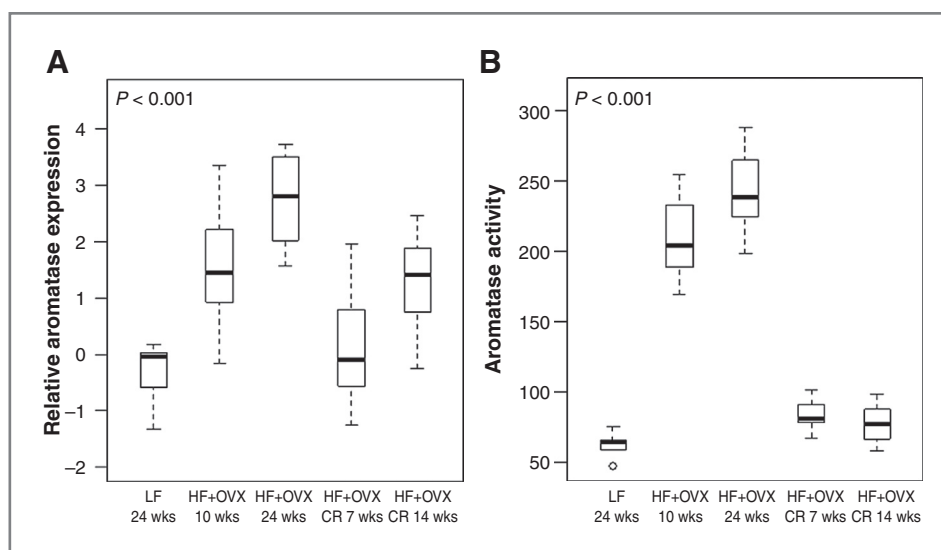 A
P < 0.001
Relative aromatase expression
4
3
2
1
0
–1
–2
LF HF+OVX HF+OVX HF+OVX HF+OVX
24 wks 10 wks 24 wks CR 7 wks CR 14 wks
B
P < 0.001
Aromatase activity
300
250
200
150
100
50
LF HF+OVX HF+OVX HF+OVX HF+OVX
24 wks 10 wks 24 wks CR 7 wks CR 14 wks